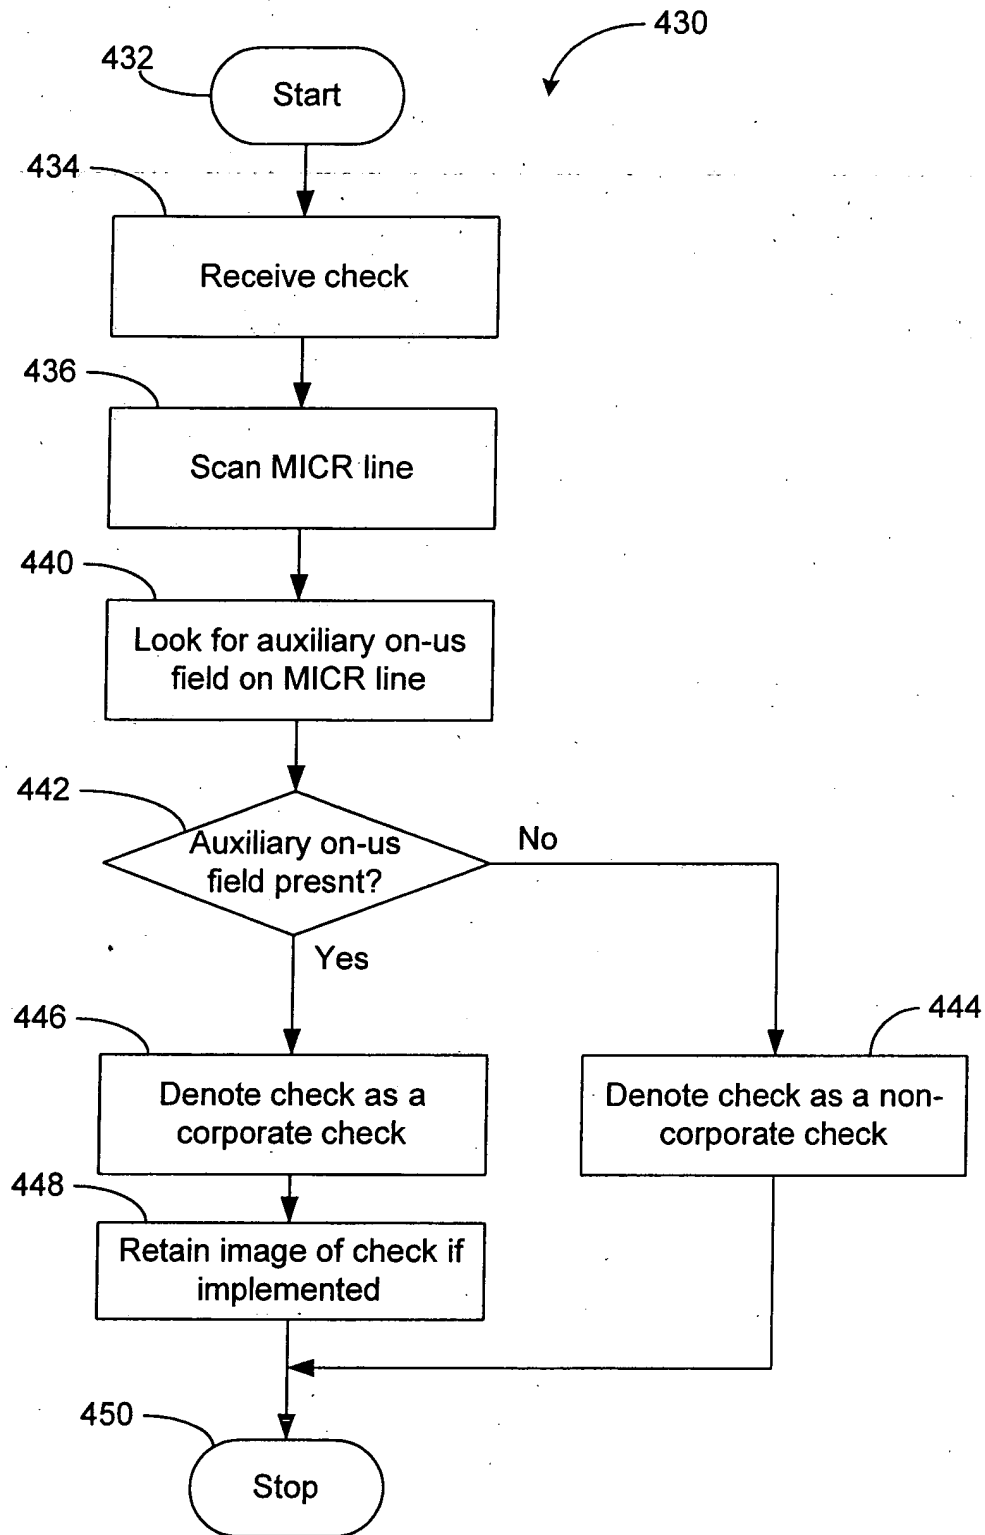 430
432
Start
434
Receive check
436
Scan MICR line
440
Look for auxiliary on-us
field on MICR line
442
Auxiliary on-us
field presnt?
No
Yes
446
444
Denote check as a
corporate check
Denote check as a non-
corporate check
448
Retain image of check if
implemented
450
Stop